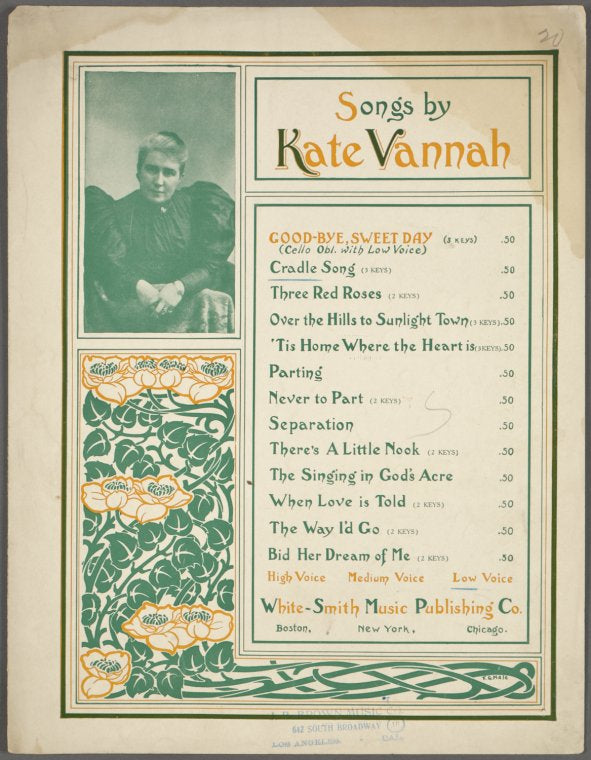 20
Songs by
Kate Vannah
GOOD-BYE, SWEET DAY (3 KEYS) .50
(Cello Obl. with Low Voice)
Cradle Song (3 KEYS) .50
Three Red Roses (2 KEYS) .50
Over the Hills to Sunlight Town (3 KEYS) .50
'Tis Home Where the Heart is (3 KEYS) .50
Parting .50
Never to Part (2 KEYS) .50
Separation .50
There's A Little Nook (2 KEYS) .50
The Singing in God's Acre .50
When Love is Told (2 KEYS) .50
The Way I'd Go (2 KEYS) .50
Bid Her Dream of Me (2 KEYS) .50
High Voice Medium Voice Low Voice
White-Smith Music Publishing Co.
Boston, New York, Chicago.
BROWN MUSIC CO.
642 SOUTH BROADWAY
LOS ANGELES, CAL.